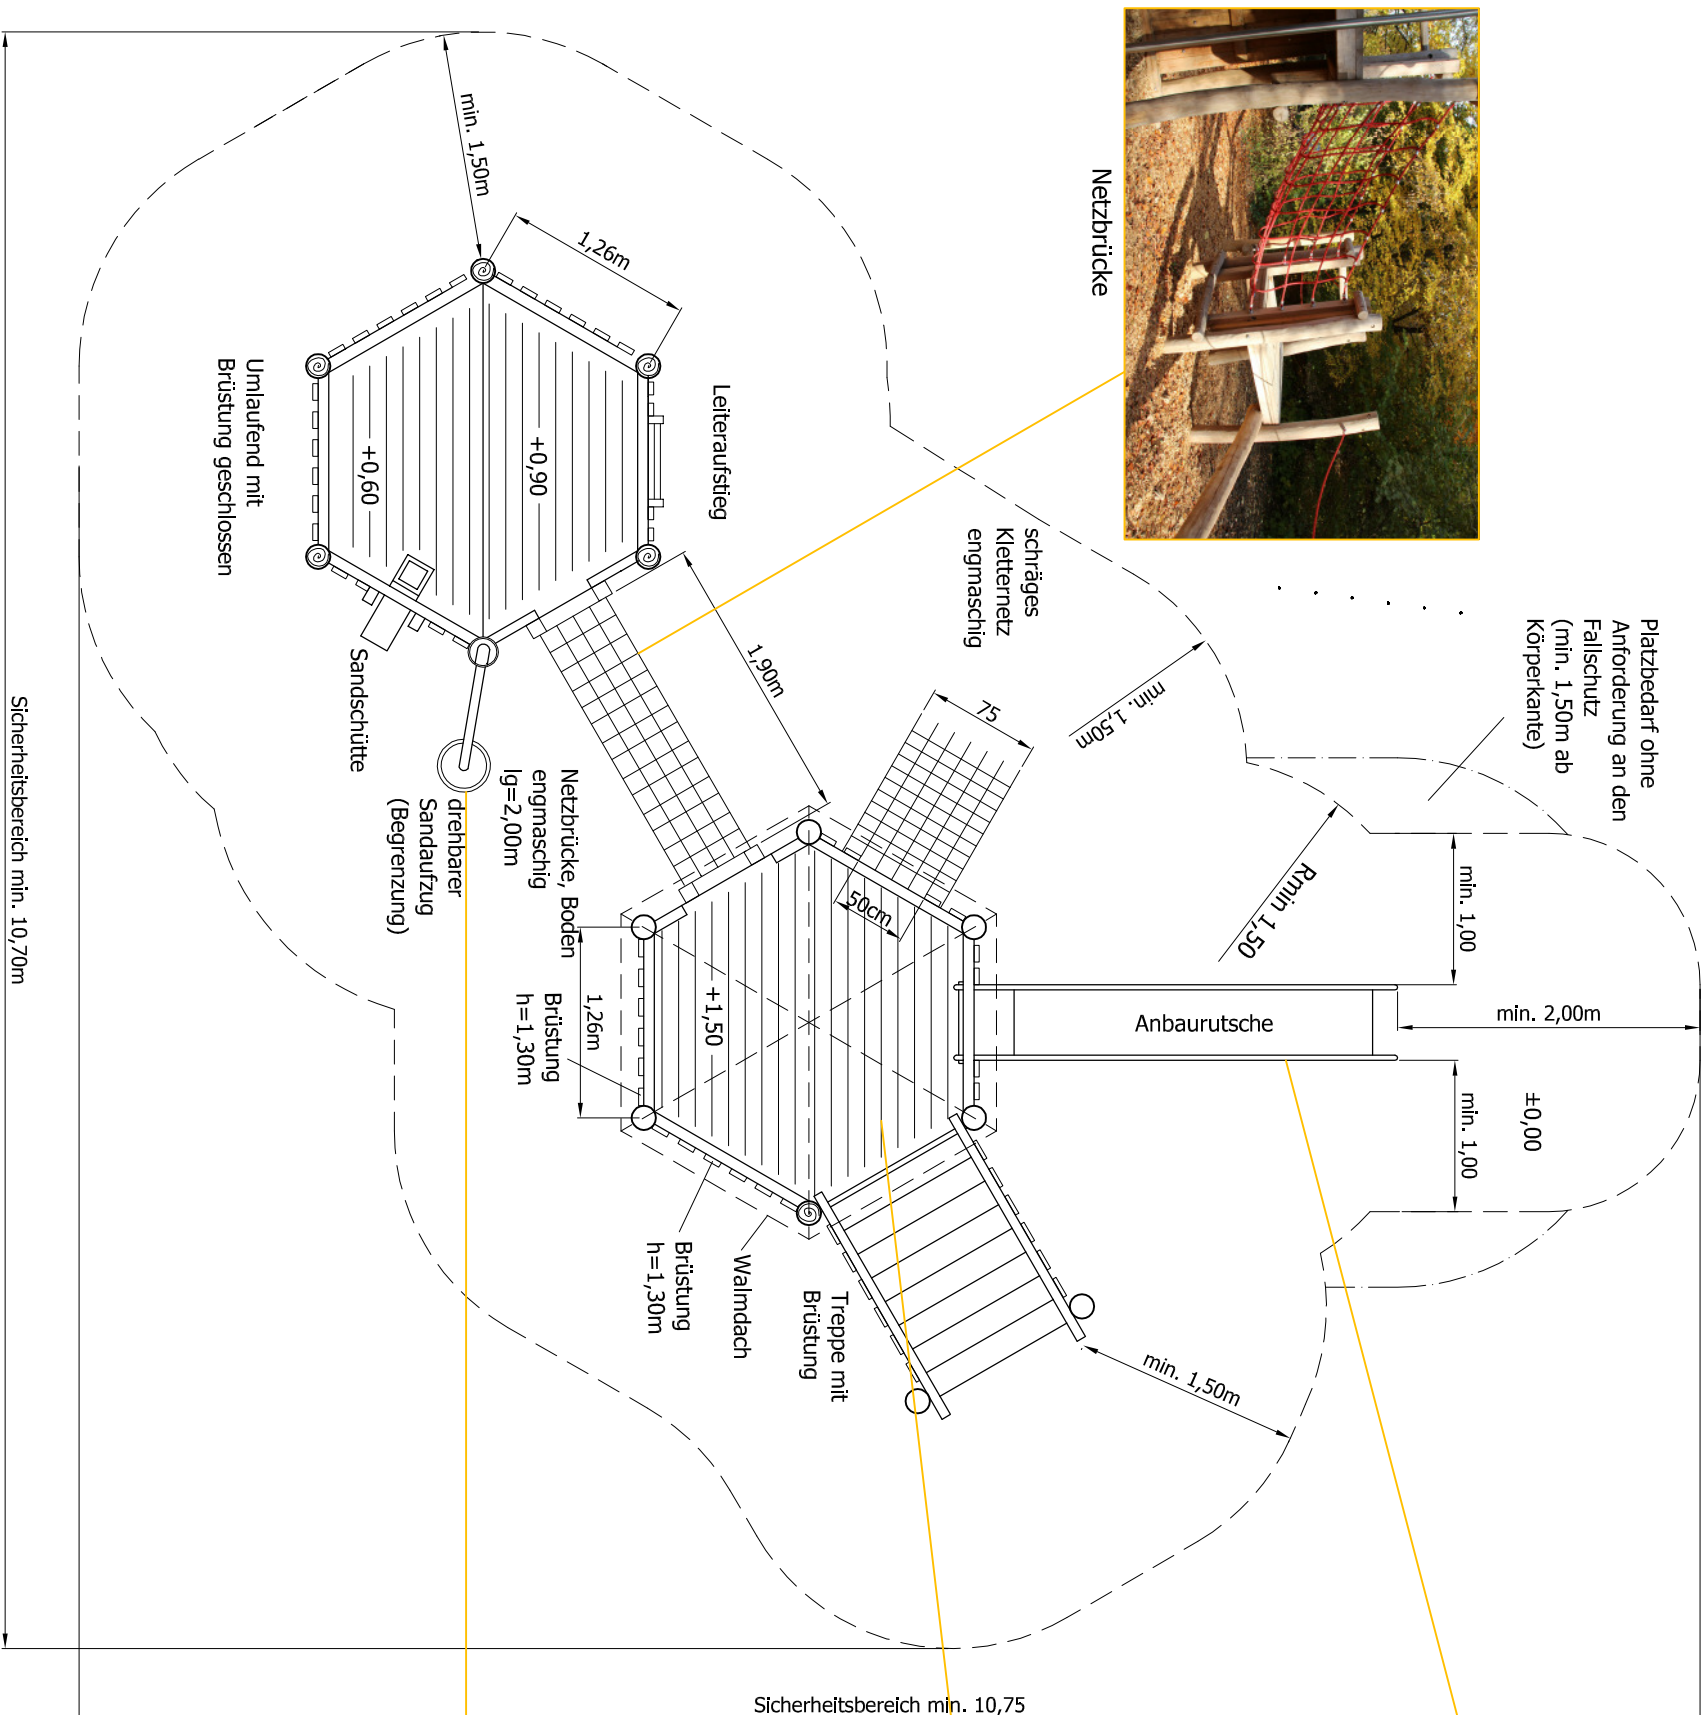 Netzbrücke
Platzbedarf ohne
Anforderung an den
Fallschutz
(min. 1,50m ab
Körperkante)
min. 1,50m
1,26m
Leiteraufstieg
schräges
Kletternetz
engmaschig
min. 1,50m
Rmin 1,50
min. 1,00
min. 2,00m
min. 1,00
±0,00
Anbaurutsche
75
50cm
1,90m
+0,90
+0,60
Umlaufend mit
Brüstung geschlossen
Sandschütte
drehbarer
Sandaufzug
(Begrenzung)
Netzbrücke, Boden
engmaschig
lg=2,00m
1,26m
Brüstung
h=1,30m
+1,50
Brüstung
h=1,30m
Walmdach
Treppe mit
Brüstung
min. 1,50m
Sicherheitsbereich min. 10,70m
Sicherheitsbereich min. 10,75